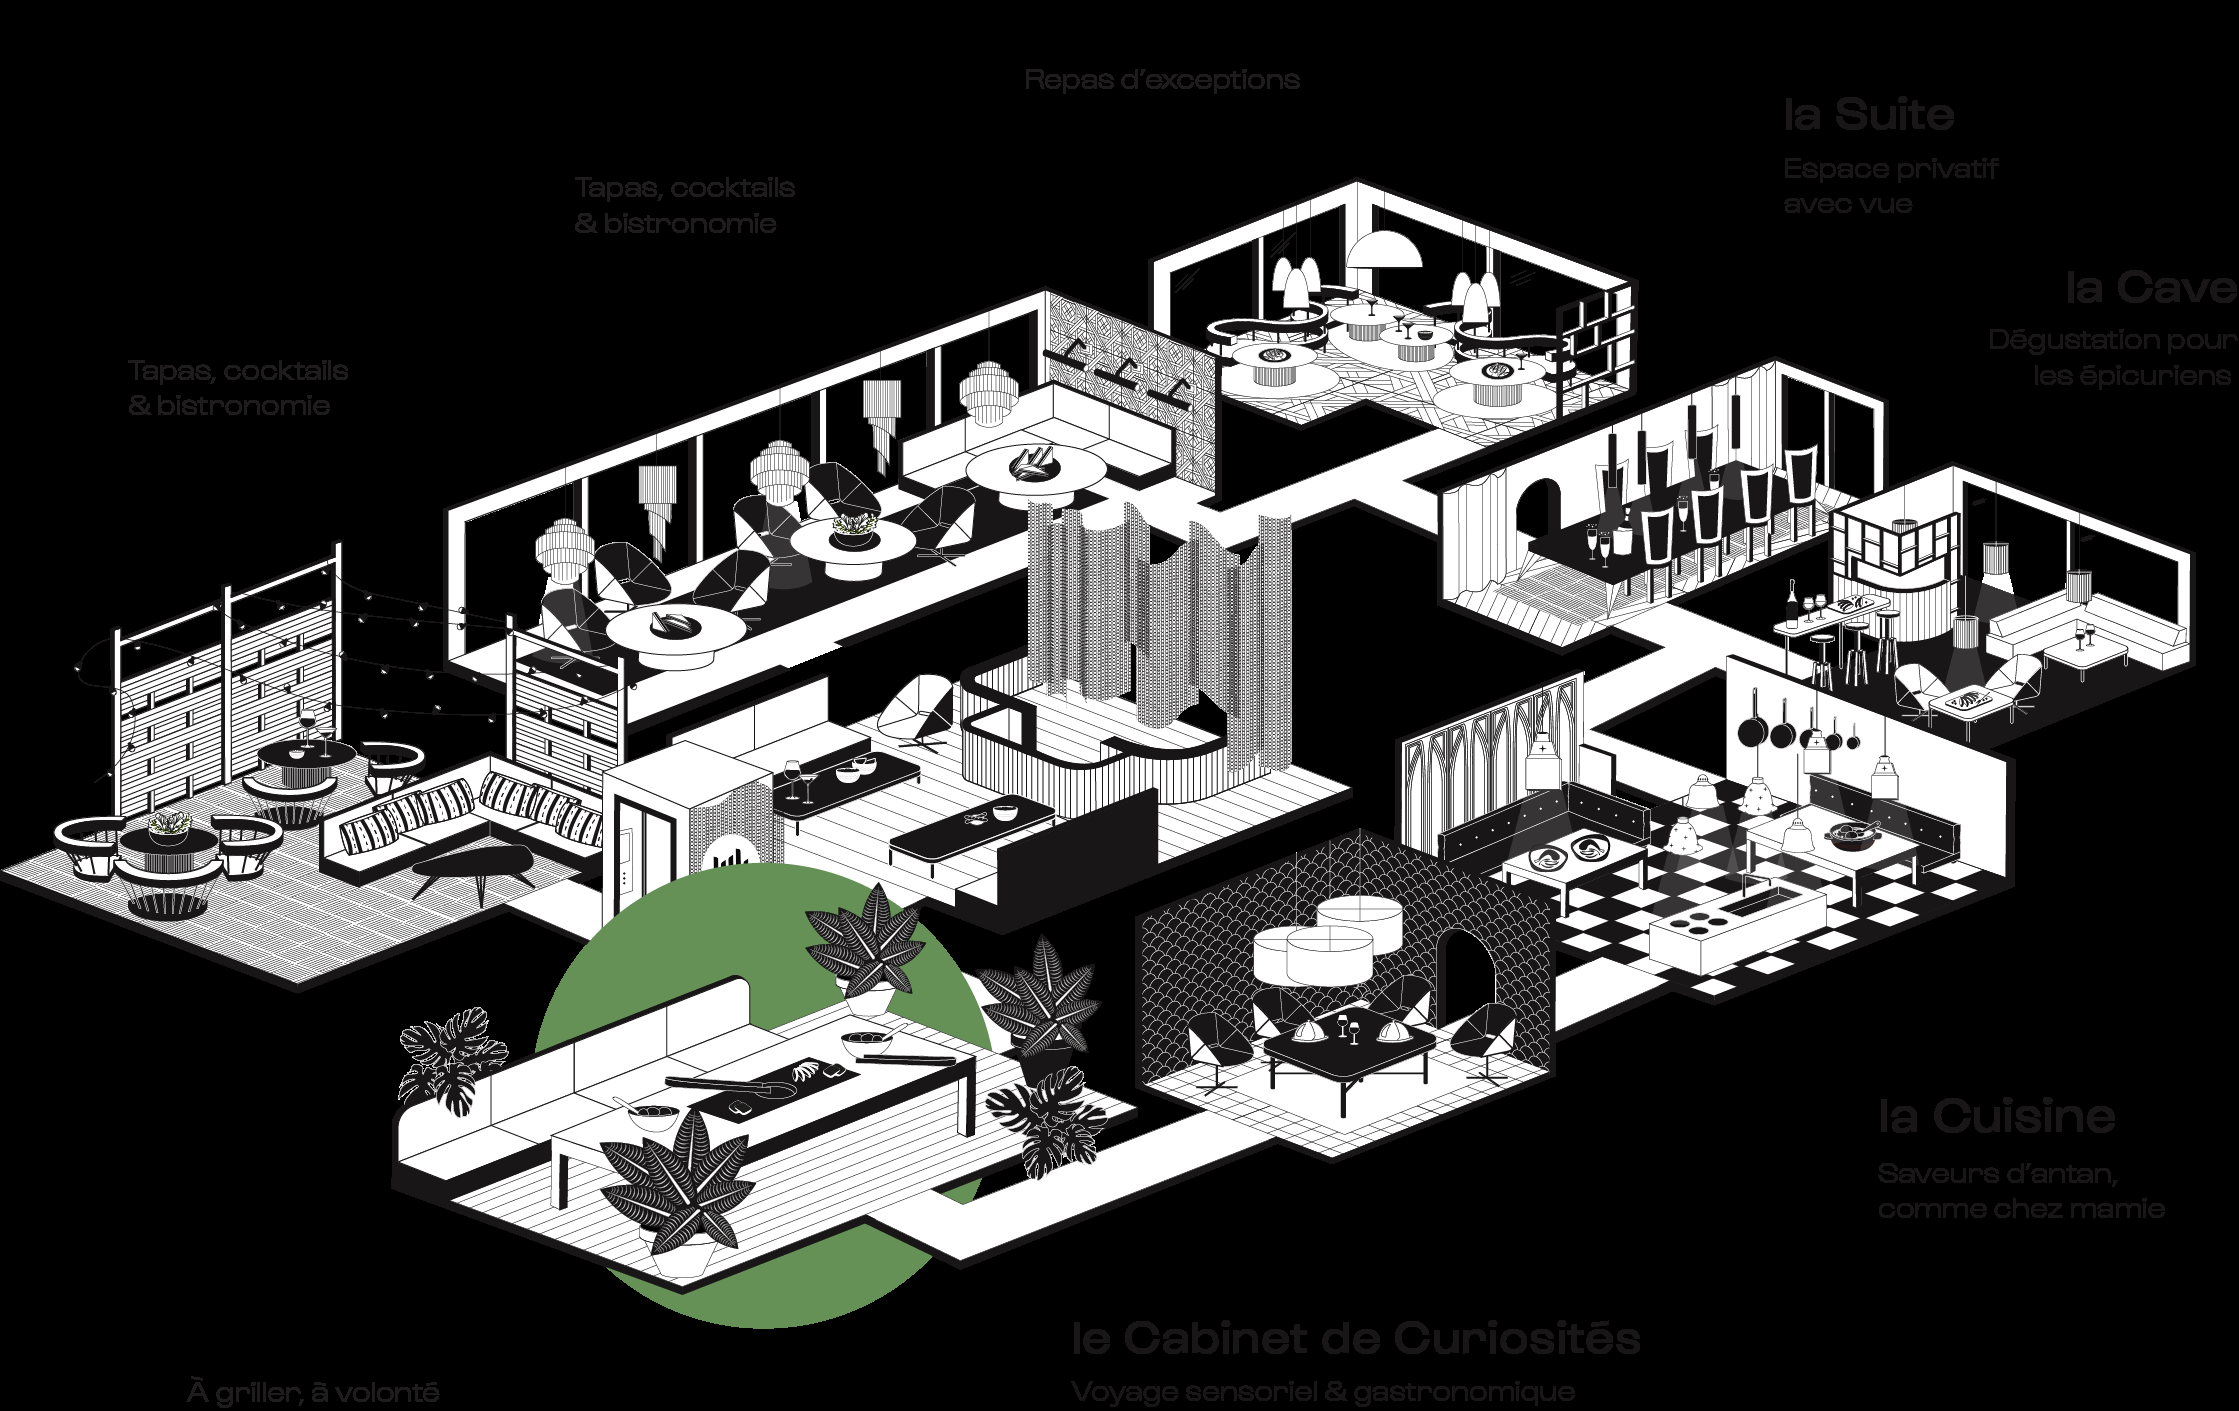 Repas d’exceptions
la Suite
Espace privatif
avec vue
Tapas, cocktails
& bistronomie
la Cave
Dégustation pour
les épicuriens
Tapas, cocktails
& bistronomie
la Cuisine
Saveurs d’antan,
comme chez mamie
le Cabinet de Curiosités
Voyage sensoriel & gastronomique
À griller, à volonté